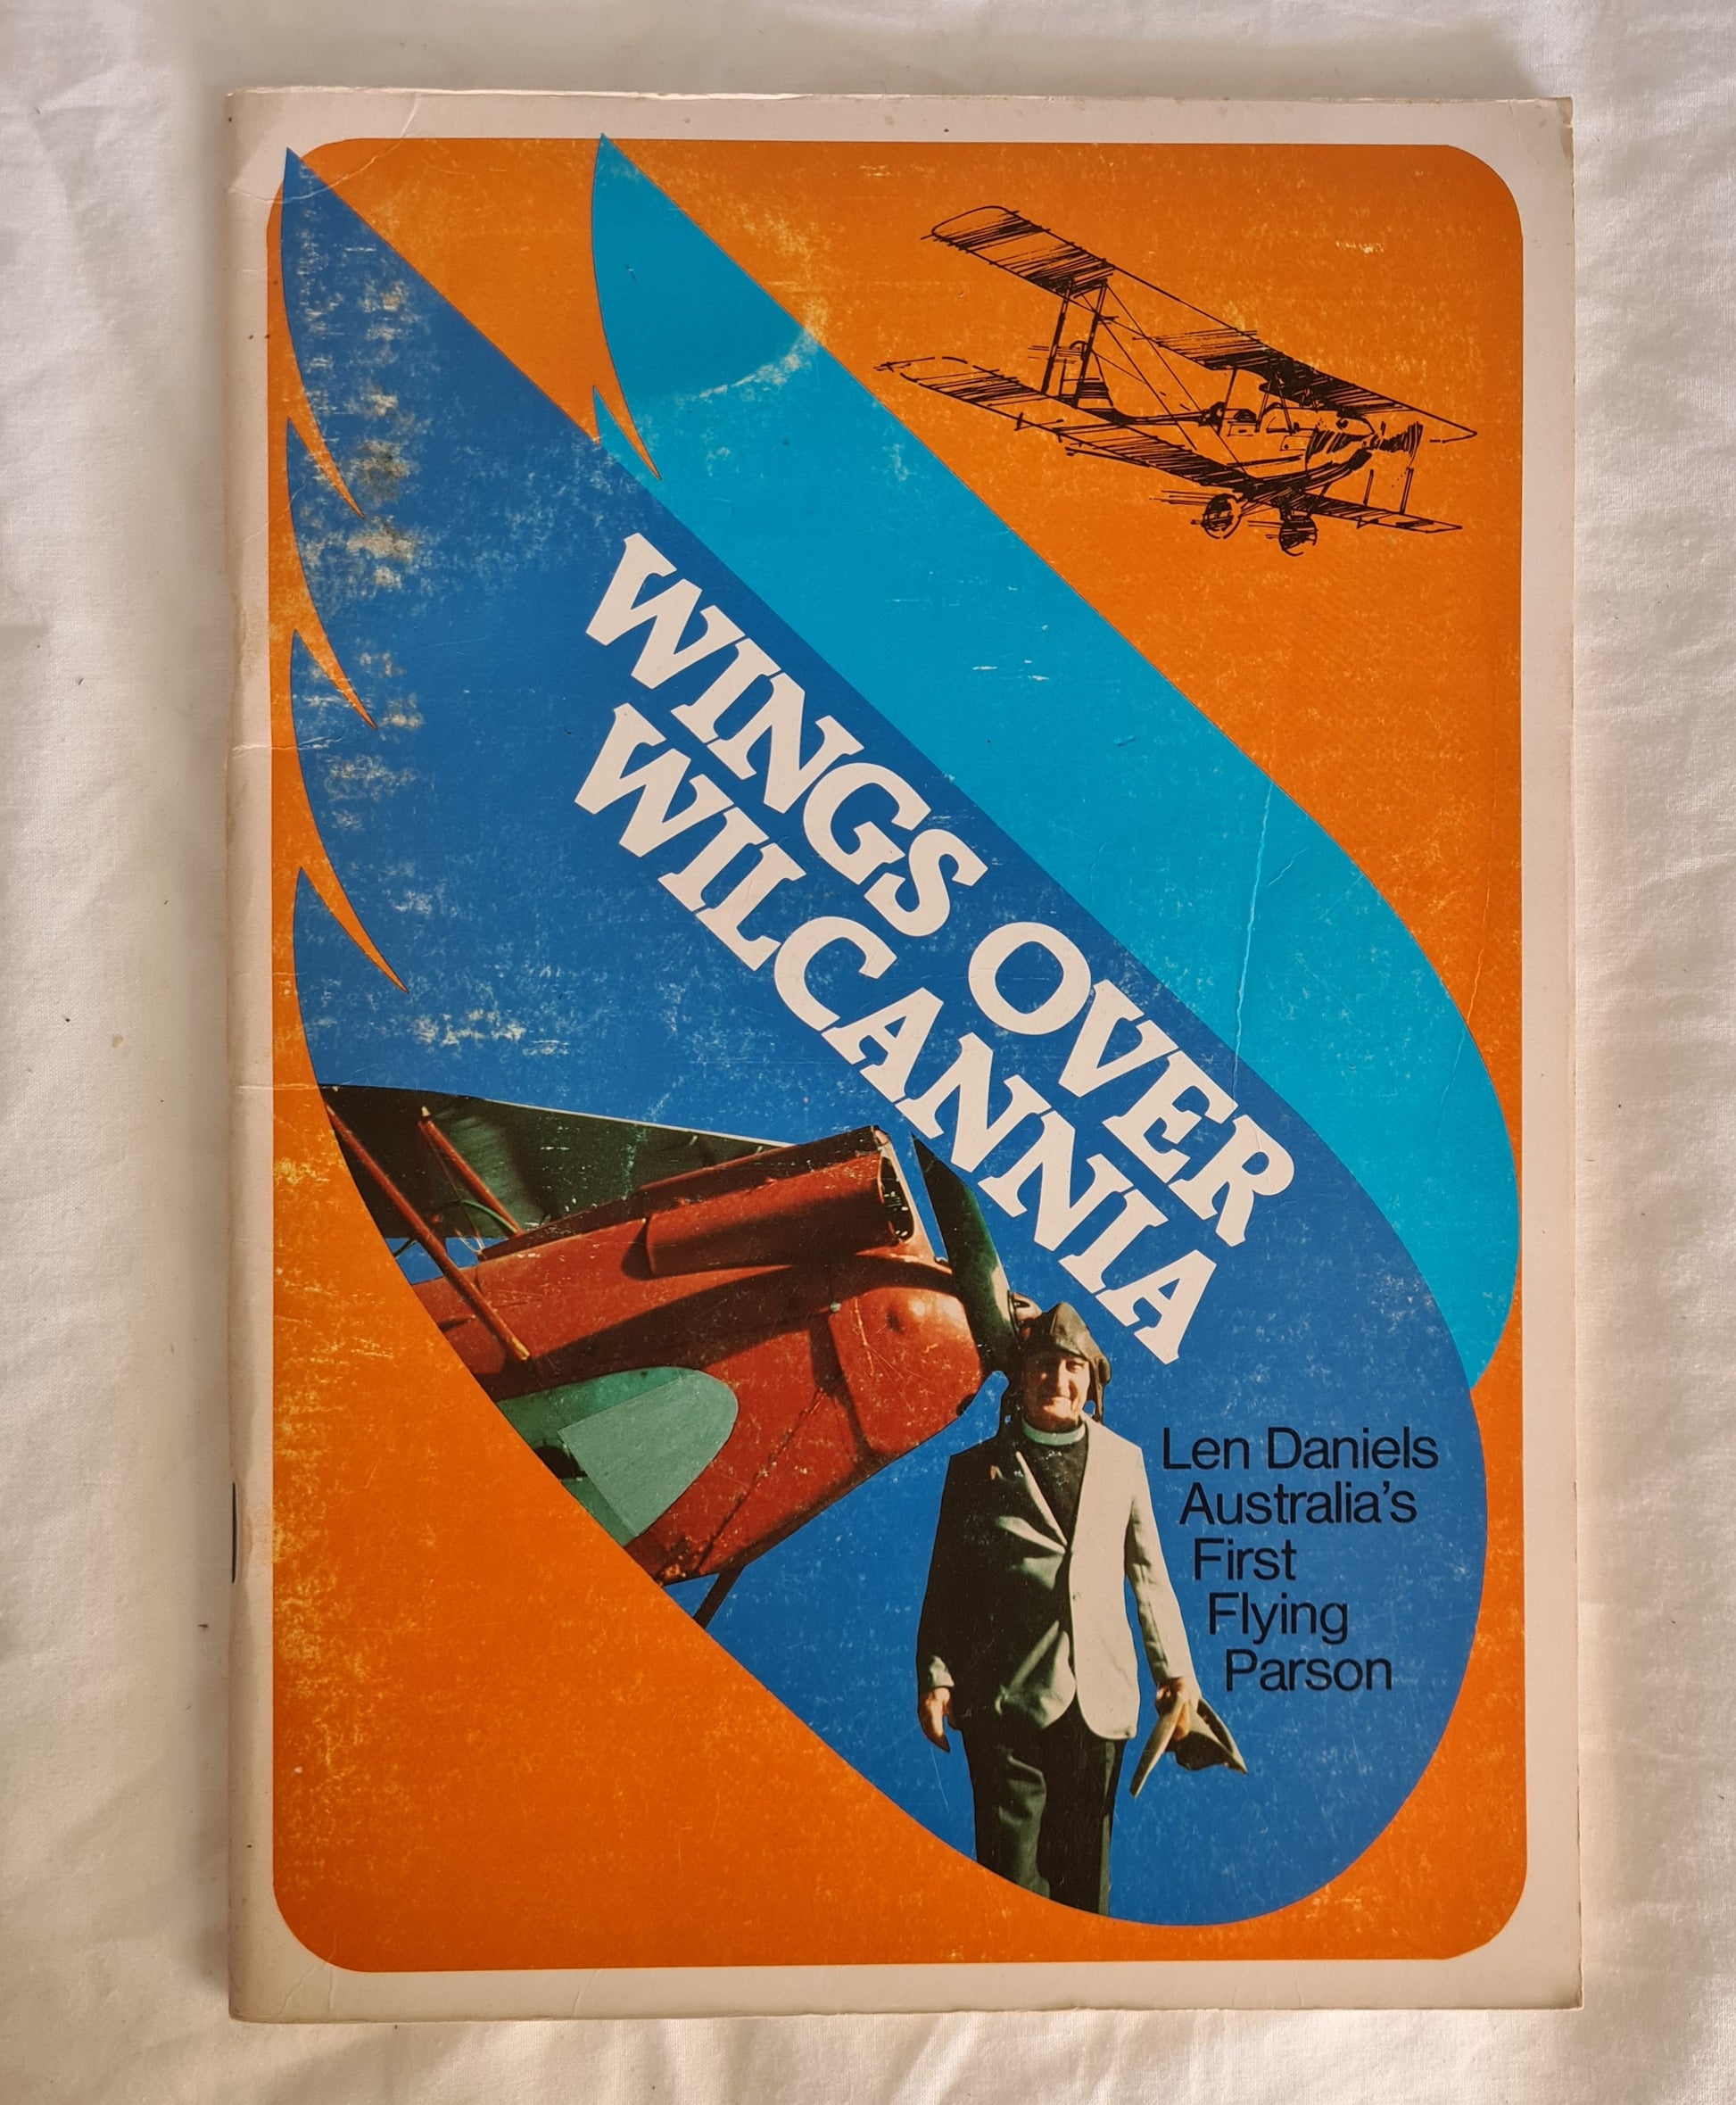 WINGS OVER
WILCANNIA
Len Daniels
Australia's
First
Flying
Parson